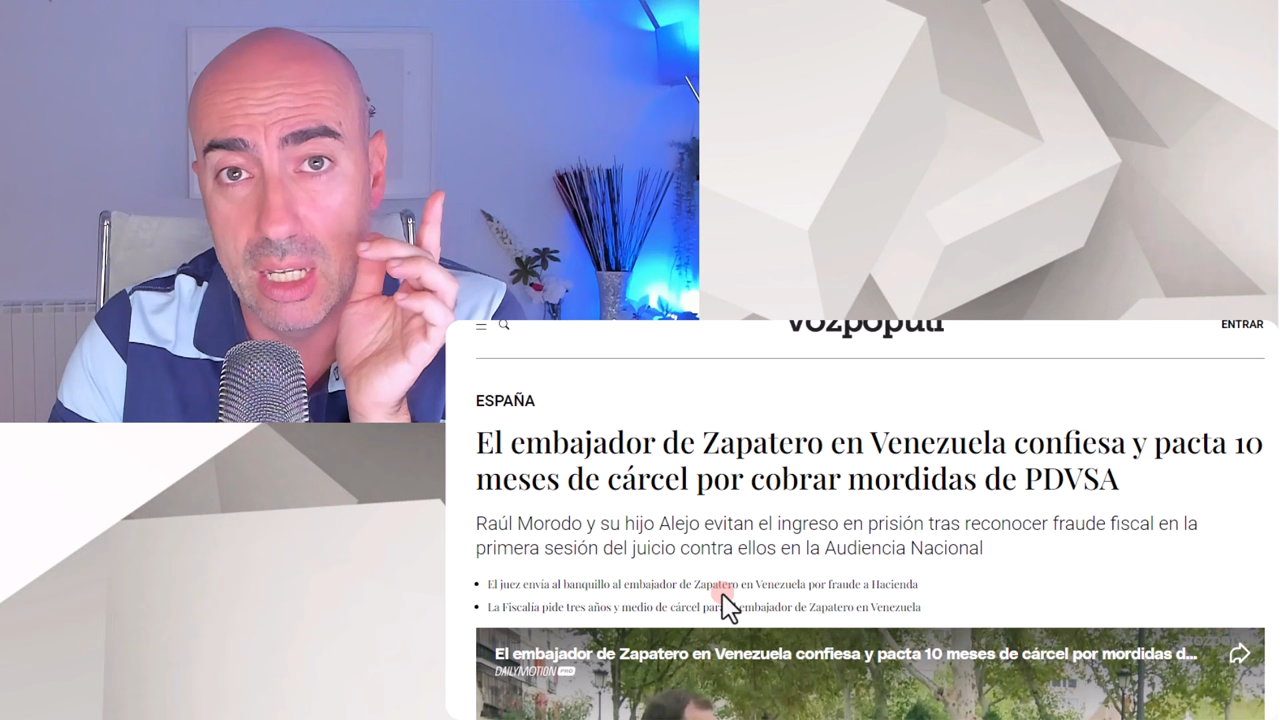 vozpópuli
ENTRAR
ESPAÑA
El embajador de Zapatero en Venezuela confiesa y pacta 10
meses de cárcel por cobrar mordidas de PDVSA
Raúl Morodo y su hijo Alejo evitan el ingreso en prisión tras reconocer fraude fiscal en la
primera sesión del juicio contra ellos en la Audiencia Nacional
El juez envía al banquillo al embajador de Zapatero en Venezuela por fraude a Hacienda
La Fiscalía pide tres años y medio de cárcel par embajador de Zapatero en Venezuela
El embajador de Zapatero en Venezuela confiesa y pacta 10 meses de cárcel por mordidas d...
DAILYMOTION PRO